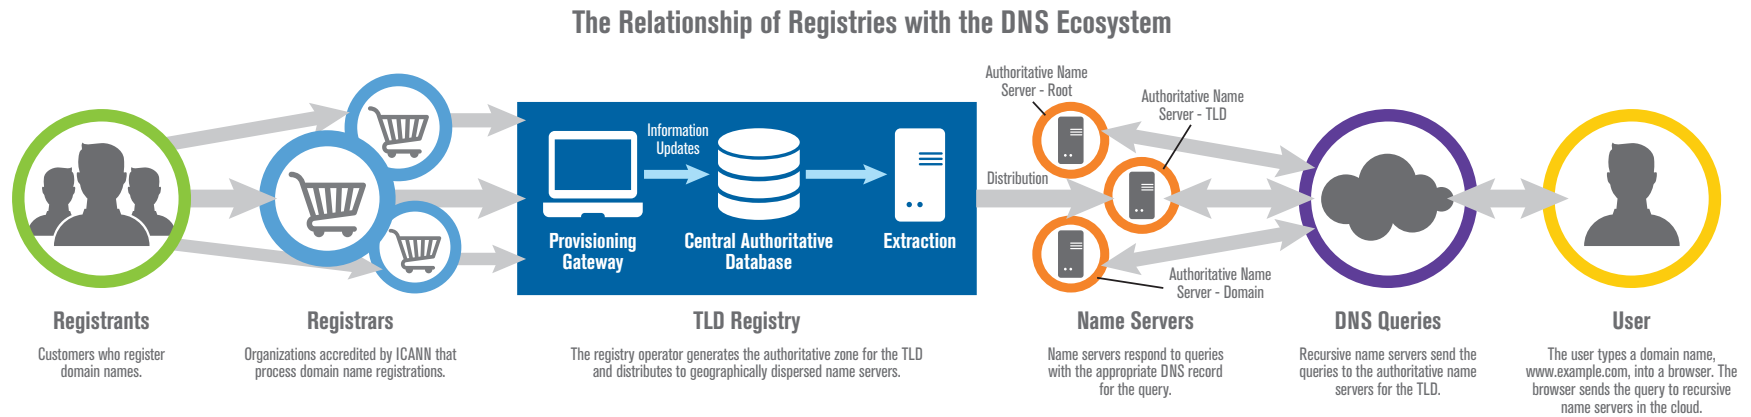 The Relationship of Registries with the DNS Ecosystem
Authoritative Name
Server - Root
Authoritative Name
Server - TLD
Information
Updates
Distribution
Provisioning
Gateway
Central Authoritative
Database
Extraction
Authoritative Name
Server - Domain
Registrants
Customers who register
domain names.
Registrars
Organizations accredited by ICANN that
process domain name registrations.
TLD Registry
The registry operator generates the authoritative zone for the TLD
and distributes to geographically dispersed name servers.
Name Servers
Name servers respond to queries
with the appropriate DNS record
for the query.
DNS Queries
Recursive name servers send the
queries to the authoritative name
servers for the TLD.
User
The user types a domain name,
www.example.com, into a browser. The
browser sends the query to recursive
name servers in the cloud.